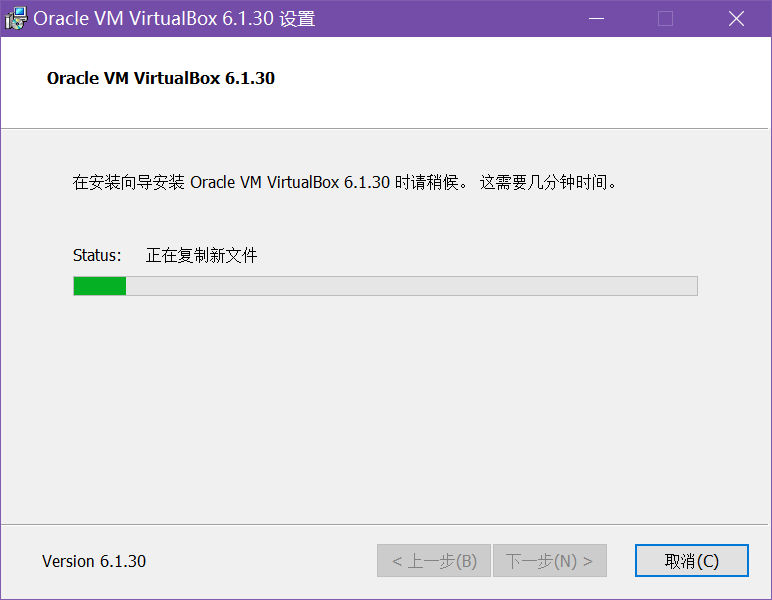 Oracle VM VirtualBox 6.1.30 设置
Oracle VM VirtualBox 6.1.30
在安装向导安装 Oracle VM VirtualBox 6.1.30 时请稍候。 这需要几分钟时间。
Status: 正在复制新文件
Version 6.1.30 < 上一步(B) 下一步(N) > 取消(C)